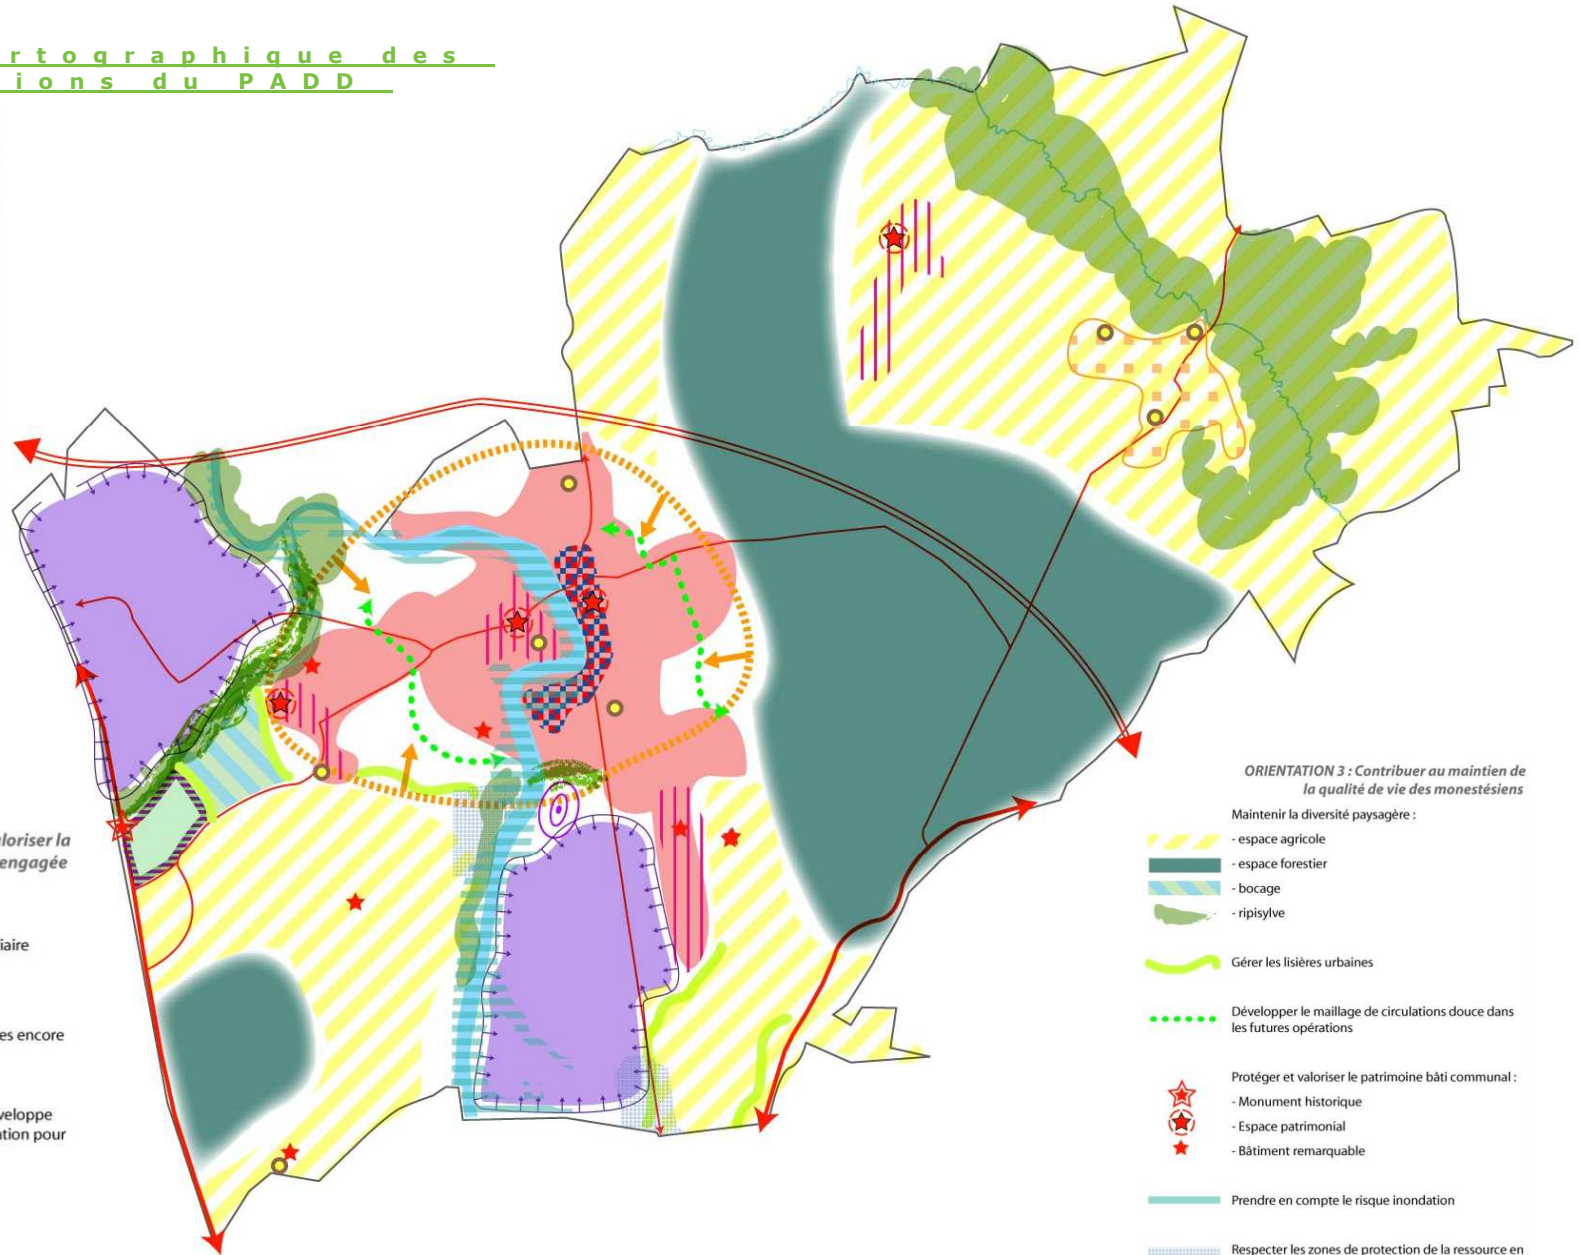 rtographique des
ions du PADD
aloriser la
engagée
iaire
es encore
veloppe
ation pour
ORIENTATION 3 : Contribuer au maintien de
la qualité de vie des monestésiens
Maintenir la diversité paysagère :
- espace agricole
- espace forestier
- bocage
- ripisylve
Gérer les lisières urbaines
Développer le maillage de circulations douce dans
les futures opérations
Protéger et valoriser le patrimoine bâti communal :
- Monument historique
- Espace patrimonial
- Bâtiment remarquable
Prendre en compte le risque inondation
Respecter les zones de protection de la ressource en